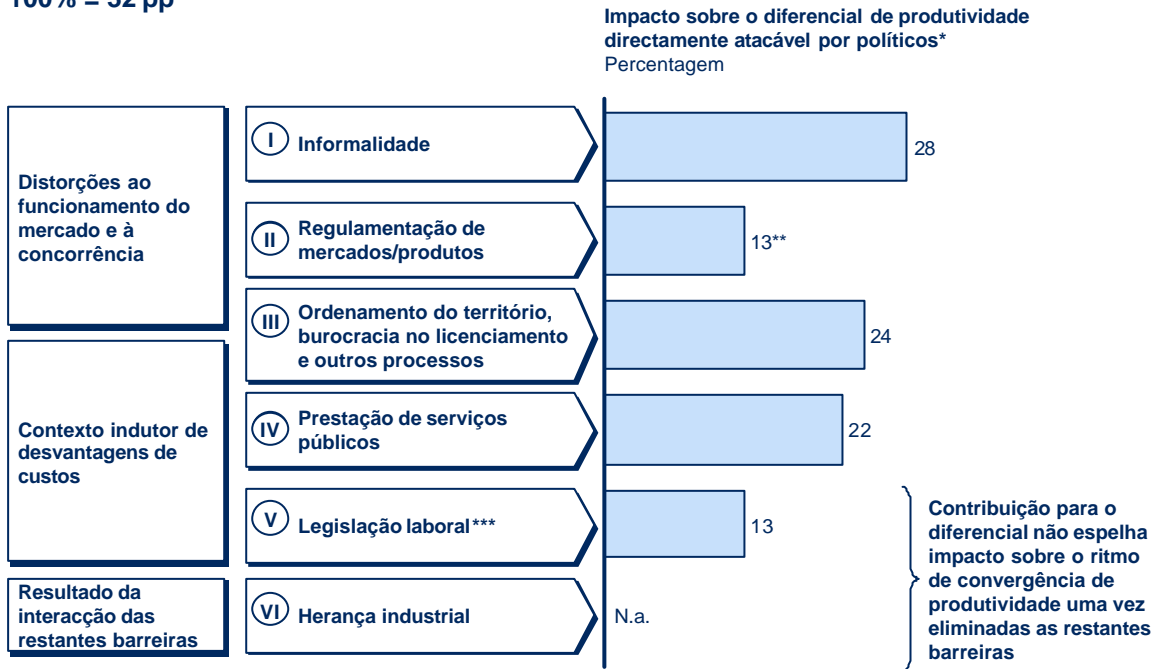 100% = 32 pp
Impacto sobre o diferencial de produtividade
directamente atacável por políticos*
Percentagem
Distorções ao
funcionamento do
mercado e à
concorrência
I
Informalidade
28
II
Regulamentação de
mercados/produtos
13**
III
Ordenamento do território,
burocracia no licenciamento
e outros processos
24
Contexto indutor de
desvantagens de
custos
IV
Prestação de serviços
públicos
22
V
Legislação laboral***
13
Resultado da
interacção das
restantes barreiras
VI
Herança industrial
N.a.
Contribuição para o
diferencial não espelha
impacto sobre o ritmo
de convergência de
produtividade uma vez
eliminadas as restantes
barreiras